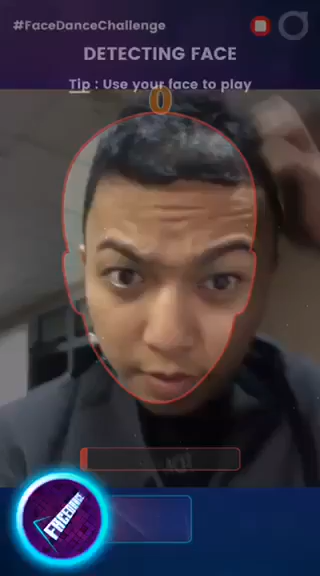 #FaceDanceChallenge
DETECTING FACE
Tip : Use your face to play
0
FACEDANCE